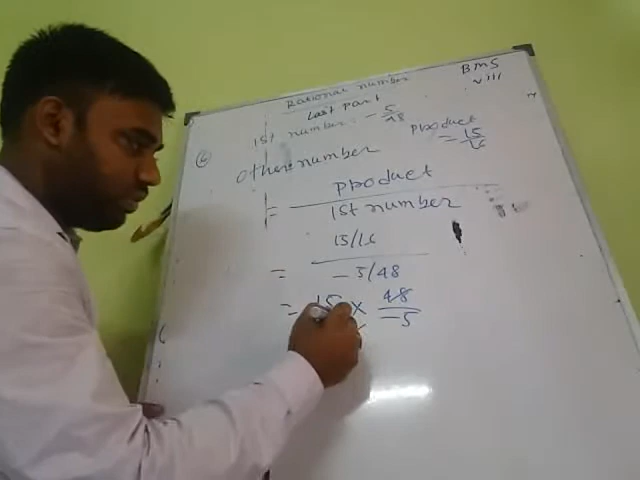 Rational number
BMS
VIII
Last Part
1st number = -5/48
Product = 15/16
(6)
Other number
= Product / 1st number
= 15/16 / -5/48
= 15 × 48/-5